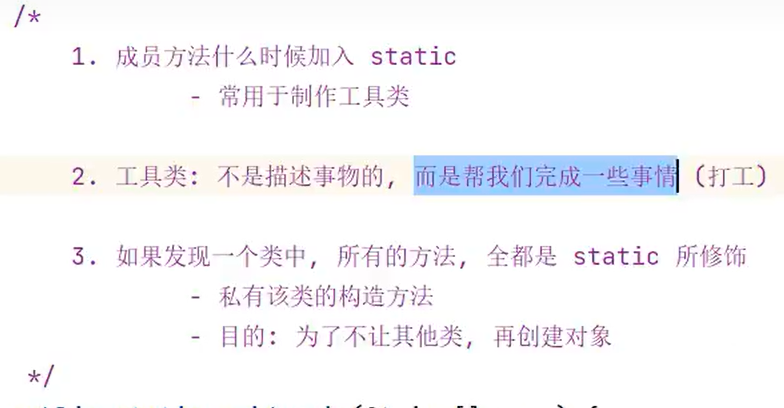 /*
1. 成员方法什么时候加入 static
- 常用于制作工具类
2. 工具类: 不是描述事物的, 而是帮我们完成一些事情 (打工)
3. 如果发现一个类中, 所有的方法, 全都是 static 所修饰
- 私有该类的构造方法
- 目的: 为了不让其他类, 再创建对象
*/